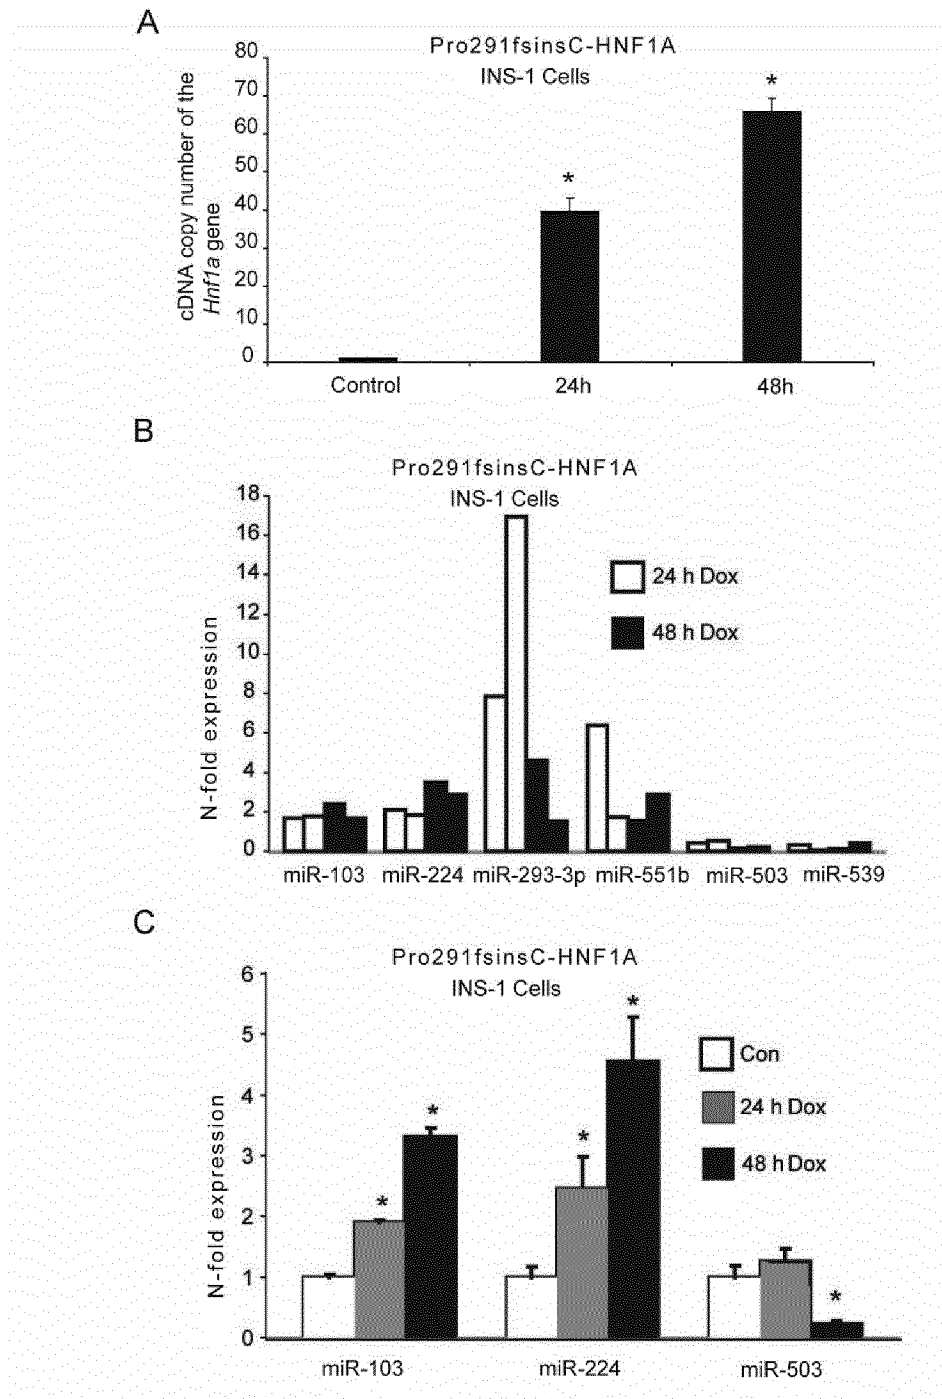 A
Pro291fsinsC-HNF1A
INS-1 Cells
cDNA copy number of the
Hnf1a gene
80
70
60
50
40
30
20
10
0
*
*
Control 24h 48h
B
Pro291fsinsC-HNF1A
INS-1 Cells
N-fold expression
18
16
14
12
10
8
6
4
2
0
24 h Dox
48 h Dox
miR-103 miR-224 miR-293-3p miR-551b miR-503 miR-539
C
Pro291fsinsC-HNF1A
INS-1 Cells
N-fold expression
6
5
4
3
2
1
0
*
*
*
*
*
Con
24 h Dox
48 h Dox
miR-103 miR-224 miR-503